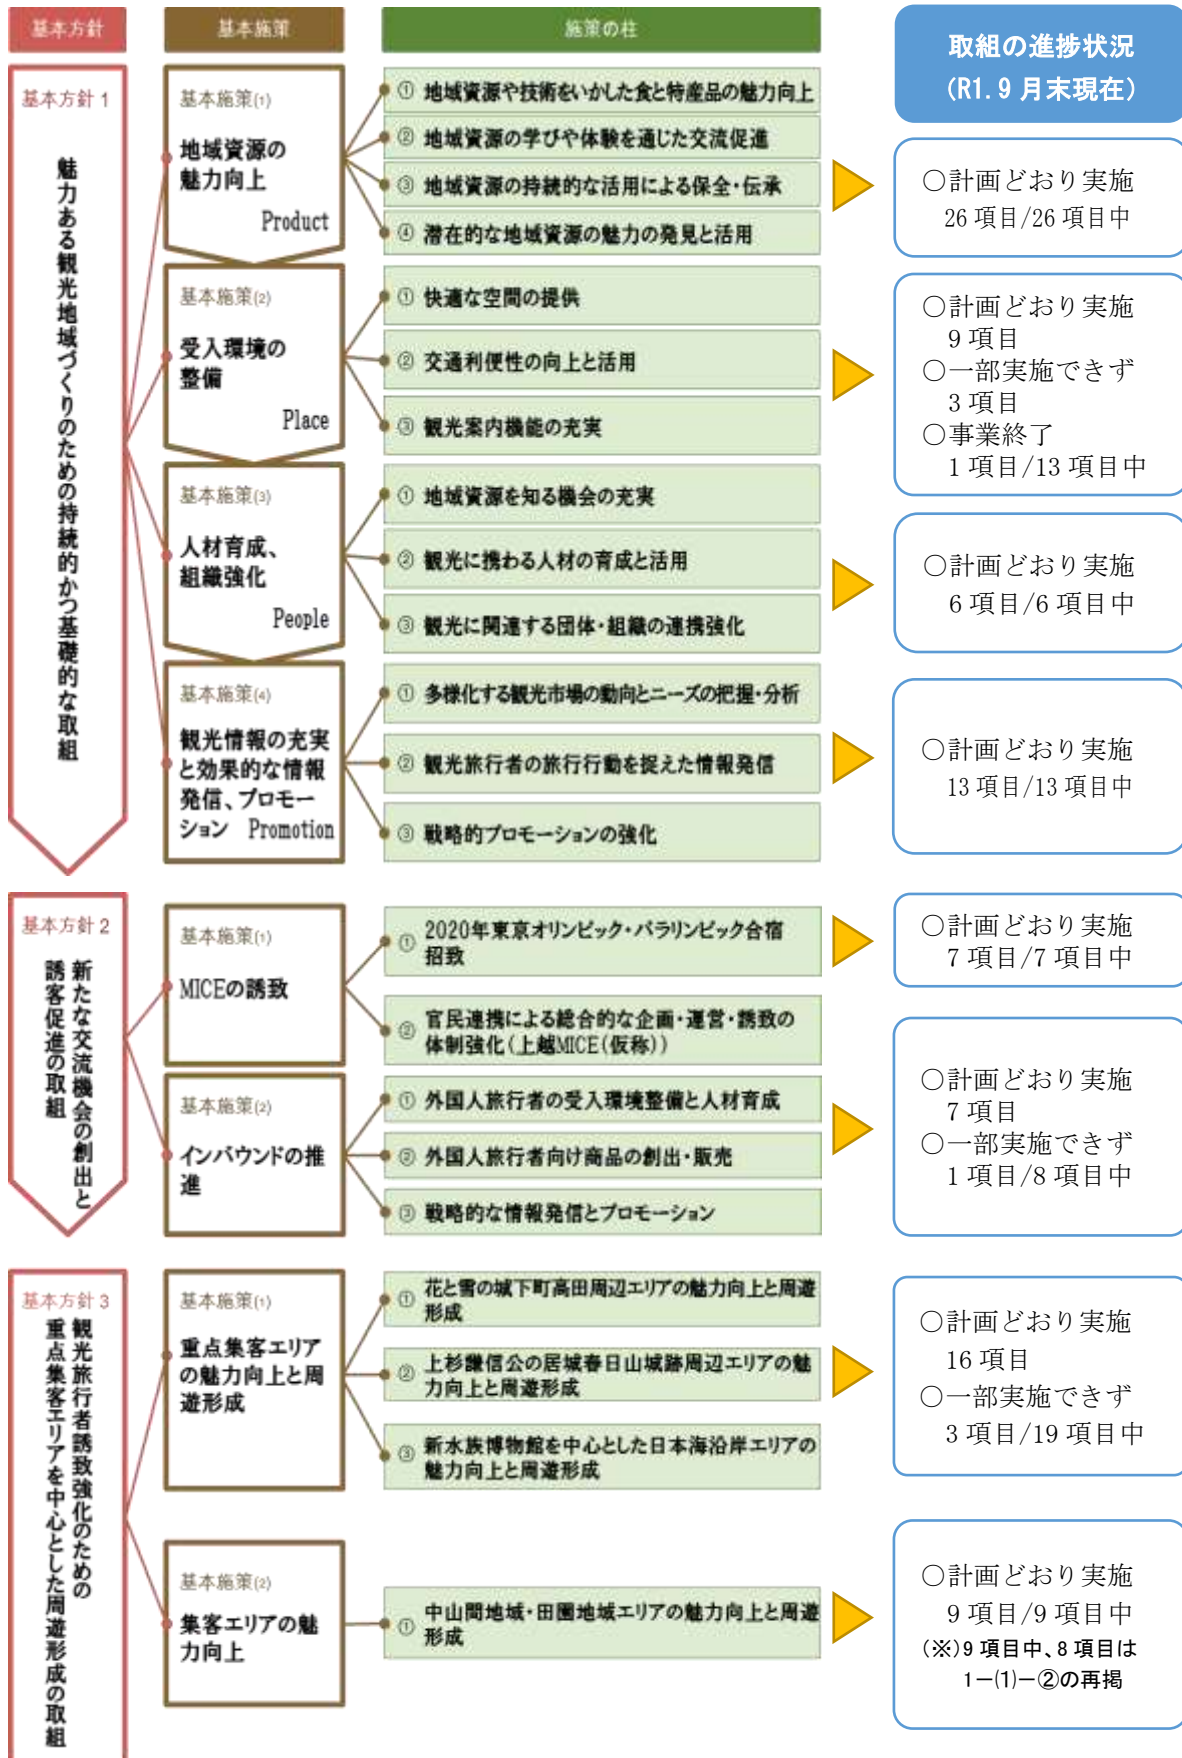 基本方針
基本施策
施策の柱
取組の進捗状況
(R1.9月末現在)
基本方針1
魅力ある観光地域づくりのための持続的かつ基礎的な取組
基本施策(1)
地域資源の
魅力向上
Product
① 地域資源や技術をいかした食と特産品の魅力向上
② 地域資源の学びや体験を通じた交流促進
③ 地域資源の持続的な活用による保全・伝承
④ 潜在的な地域資源の魅力の発見と活用
○計画どおり実施
26項目/26項目中
基本施策(2)
受入環境の
整備
Place
① 快適な空間の提供
② 交通利便性の向上と活用
③ 観光案内機能の充実
○計画どおり実施
9項目
○一部実施できず
3項目
○事業終了
1項目/13項目中
基本施策(3)
人材育成、
組織強化
People
① 地域資源を知る機会の充実
② 観光に携わる人材の育成と活用
③ 観光に関連する団体・組織の連携強化
○計画どおり実施
6項目/6項目中
基本施策(4)
観光情報の充実
と効果的な情報
発信、プロモー
ション Promotion
① 多様化する観光市場の動向とニーズの把握・分析
② 観光旅行者の旅行行動を捉えた情報発信
③ 戦略的プロモーションの強化
○計画どおり実施
13項目/13項目中
基本方針2
新たな交流機会の創出と
誘客促進の取組
基本施策(1)
MICEの誘致
① 2020年東京オリンピック・パラリンピック合宿
招致
② 官民連携による総合的な企画・運営・誘致の
体制強化(上越MICE(仮称))
○計画どおり実施
7項目/7項目中
基本施策(2)
インバウンドの推
進
① 外国人旅行者の受入環境整備と人材育成
② 外国人旅行者向け商品の創出・販売
③ 戦略的な情報発信とプロモーション
○計画どおり実施
7項目
○一部実施できず
1項目/8項目中
基本方針3
観光旅行者誘致強化のための
重点集客エリアを中心とした周遊形成の取組
基本施策(1)
重点集客エリア
の魅力向上と周
遊形成
① 花と雪の城下町高田周辺エリアの魅力向上と周遊
形成
② 上杉謙信公の居城春日山城跡周辺エリアの魅
力向上と周遊形成
③ 新水族博物館を中心とした日本海沿岸エリアの
魅力向上と周遊形成
○計画どおり実施
16項目
○一部実施できず
3項目/19項目中
基本施策(2)
集客エリアの魅
力向上
① 中山間地域・田園地域エリアの魅力向上と周遊
形成
○計画どおり実施
9項目/9項目中
(※)9項目中、8項目は
1－(1)－②の再掲